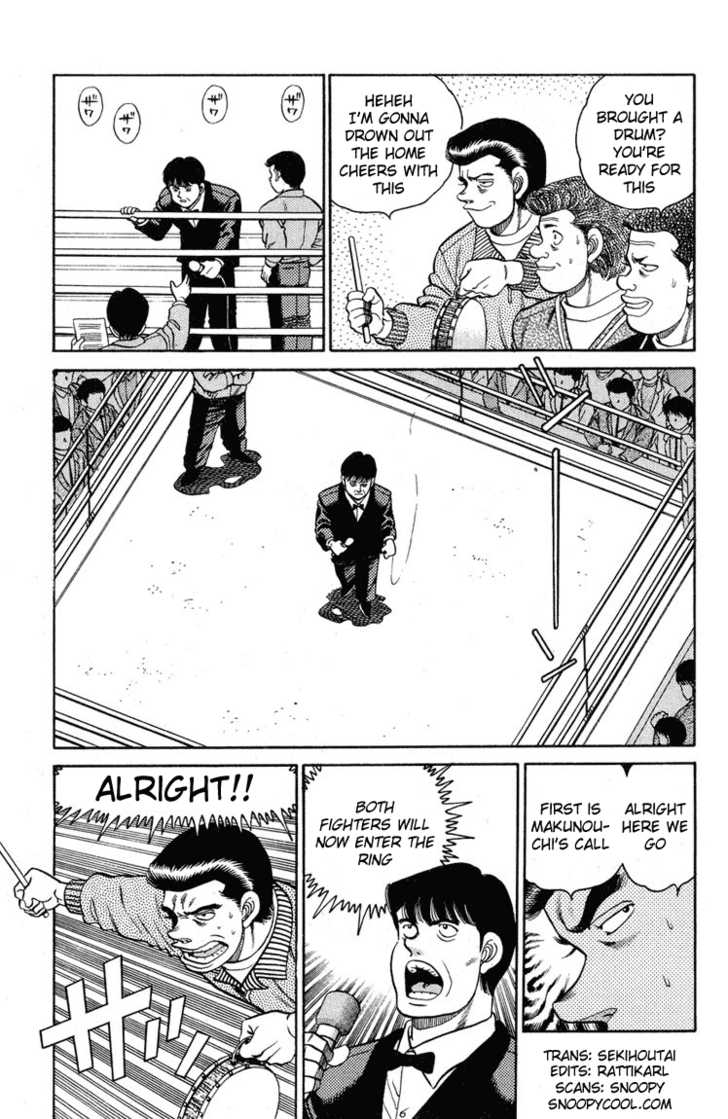 YOU
BROUGHT A
DRUM?
YOU'RE
READY FOR
THIS
HEHEH
I'M GONNA
DROWN OUT
THE HOME
CHEERS WITH
THIS
ザワ
ザワ
ザワ
ザワ
ALRIGHT
HERE WE
GO
FIRST IS
MAKUNOU-
CHI'S CALL
BOTH
FIGHTERS WILL
NOW ENTER THE
RING
ALRIGHT!!
ガバ
TRANS: SEKIHOUTAI
EDITS: RATTIKARL
SCANS: SNOOPY
SNOOPYCOOL.COM